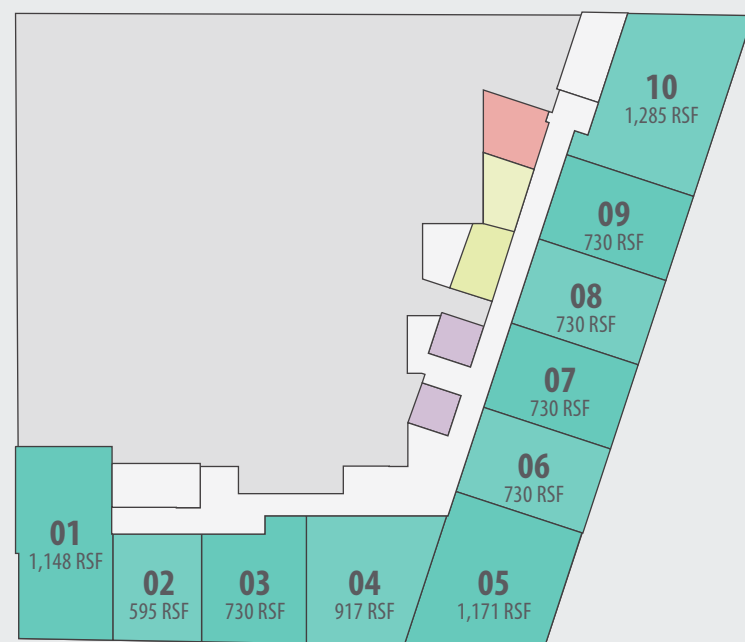 10
1,285 RSF
09
730 RSF
08
730 RSF
07
730 RSF
06
730 RSF
01
1,148 RSF
02
595 RSF
03
730 RSF
04
917 RSF
05
1,171 RSF